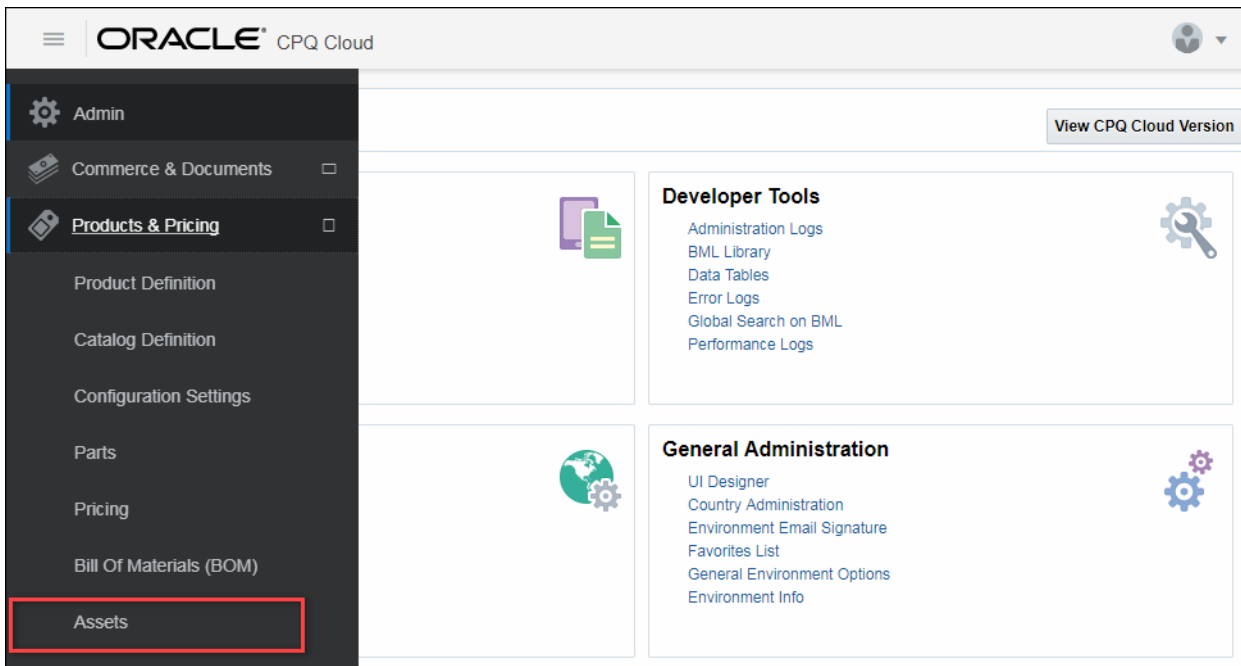 ORACLE® CPQ Cloud
Admin
Commerce & Documents
Products & Pricing
Product Definition
Catalog Definition
Configuration Settings
Parts
Pricing
Bill Of Materials (BOM)
Assets
View CPQ Cloud Version
Developer Tools
Administration Logs
BML Library
Data Tables
Error Logs
Global Search on BML
Performance Logs
General Administration
UI Designer
Country Administration
Environment Email Signature
Favorites List
General Environment Options
Environment Info